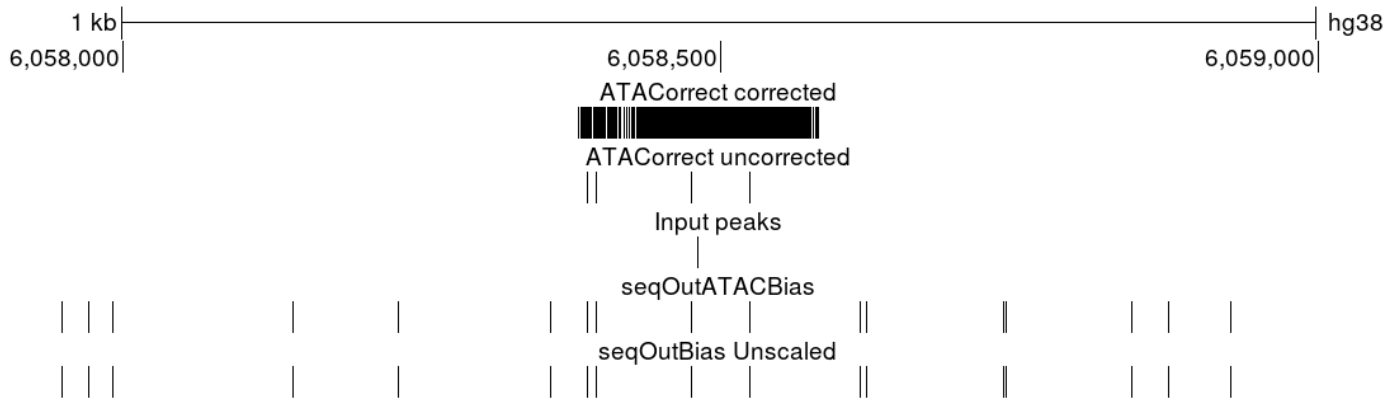 1 kb hg38
6,058,000 6,058,500 6,059,000
ATACorrect corrected
ATACorrect uncorrected
Input peaks
seqOutATACBias
seqOutBias Unscaled